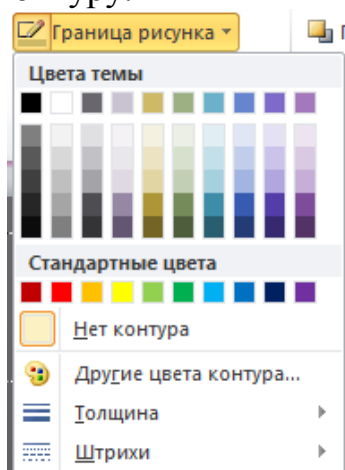 Граница рисунка
Цвета темы
Стандартные цвета
Нет контура
Другие цвета контура...
Толщина
Штрихи